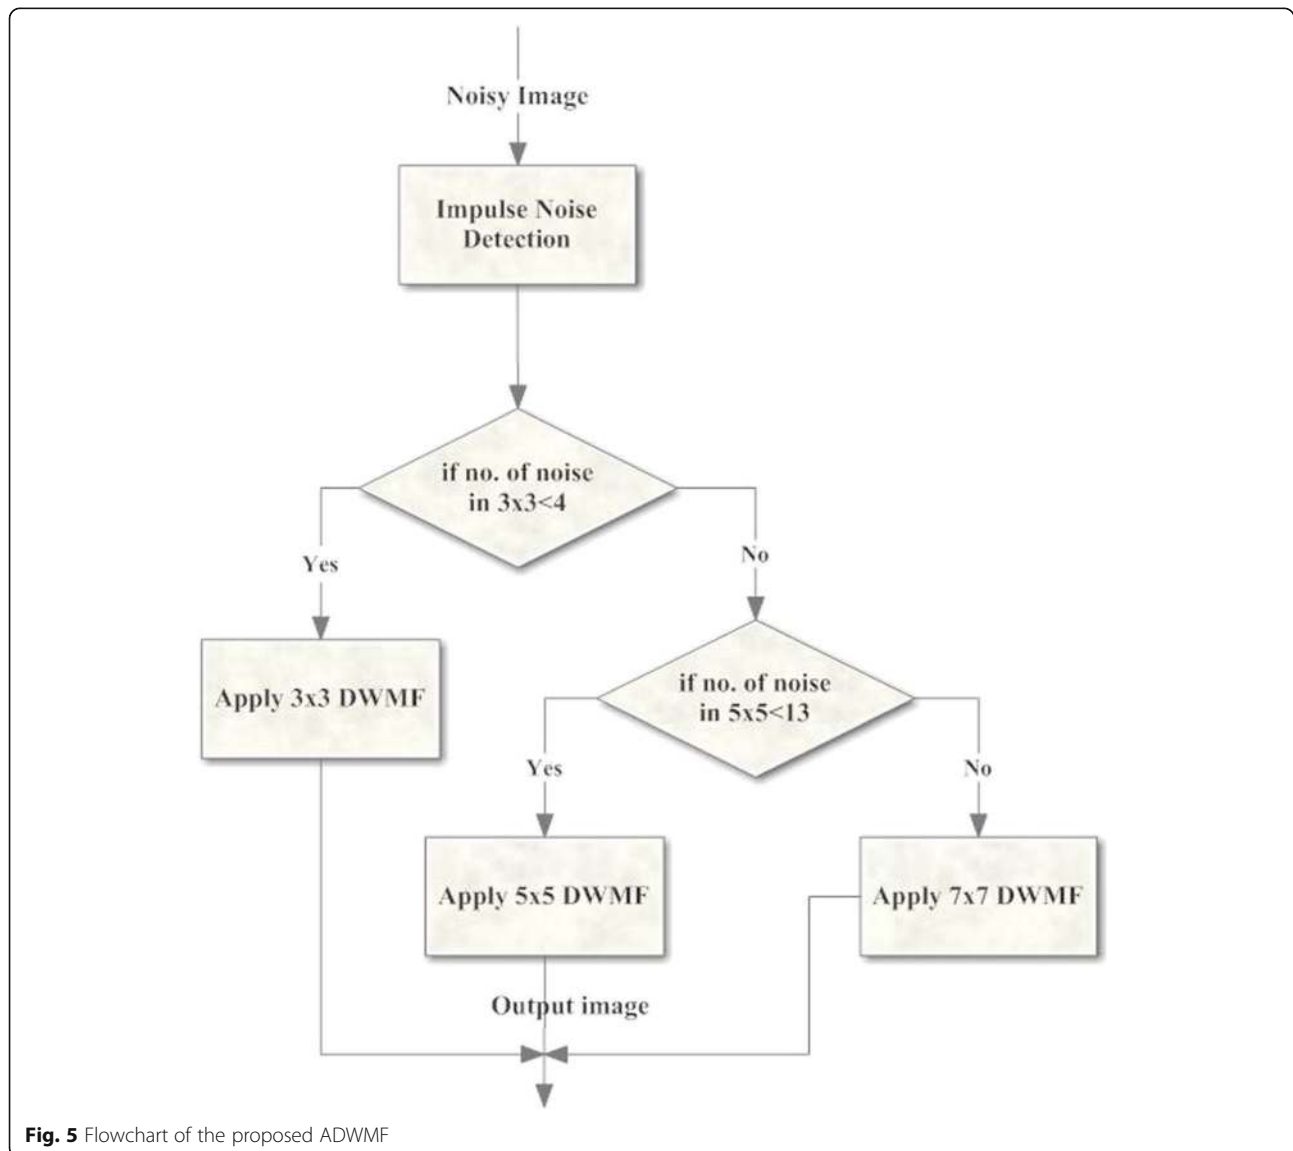 Noisy Image
Impulse Noise
Detection
if no. of noise
in 3x3<4
Yes
No
Apply 3x3 DWMF
if no. of noise
in 5x5<13
Yes
No
Apply 5x5 DWMF
Apply 7x7 DWMF
Output image
Fig. 5 Flowchart of the proposed ADWMF